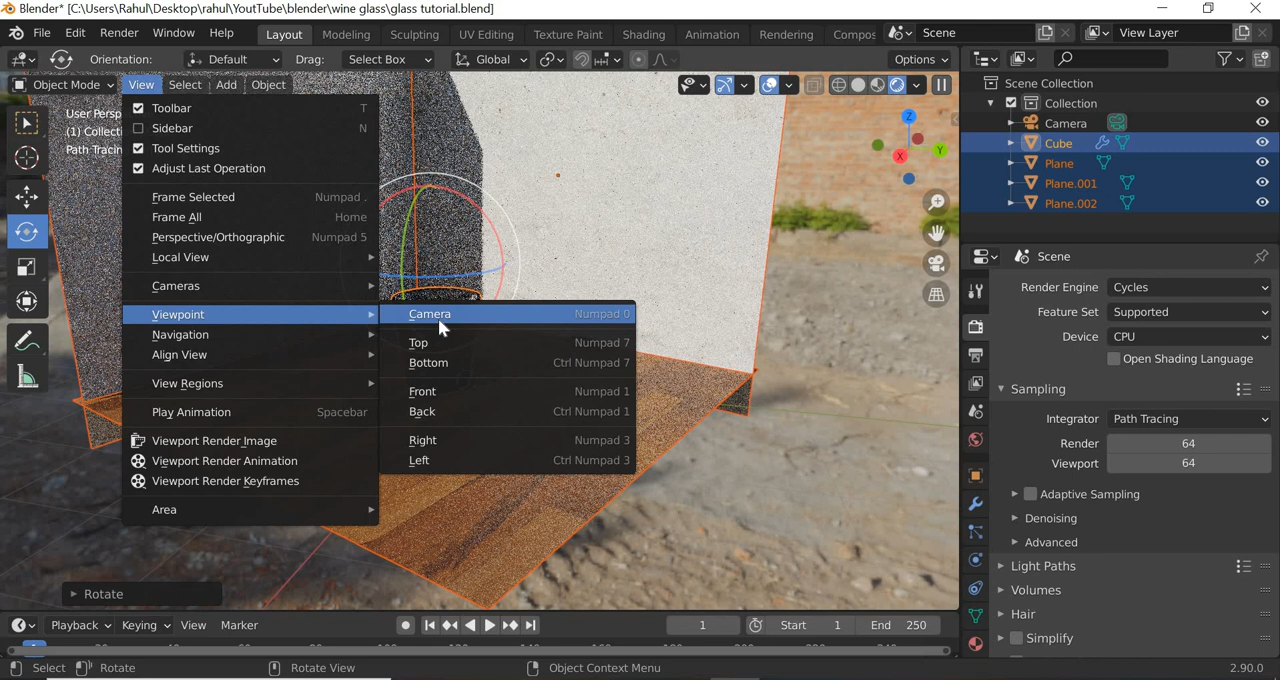 Blender* [C:\Users\Rahul\Desktop\rahul\YouTube\blender\wine glass\glass tutorial.blend]
File Edit Render Window Help Layout Modeling Sculpting UV Editing Texture Paint Shading Animation Rendering Compos Scene View Layer
Orientation: Default Drag: Select Box Global Options
Object Mode View Select Add Object
User Persp
(1) Collecti
Path Tracin
Toolbar T
Sidebar N
Tool Settings
Adjust Last Operation
Frame Selected Numpad .
Frame All Home
Perspective/Orthographic Numpad 5
Local View
Cameras
Viewpoint
Navigation
Align View
View Regions
Play Animation Spacebar
Viewport Render Image
Viewport Render Animation
Viewport Render Keyframes
Area
Camera Numpad 0
Top Numpad 7
Bottom Ctrl Numpad 7
Front Numpad 1
Back Ctrl Numpad 1
Right Numpad 3
Left Ctrl Numpad 3
Z
X Y
Rotate
Scene Collection
Collection
Camera
Cube
Plane
Plane.001
Plane.002
Scene
Render Engine Cycles
Feature Set Supported
Device CPU
Open Shading Language
Sampling
Integrator Path Tracing
Render 64
Viewport 64
Adaptive Sampling
Denoising
Advanced
Light Paths
Volumes
Hair
Simplify
Playback Keying View Marker 1 Start 1 End 250
Select Rotate Rotate View Object Context Menu 2.90.0